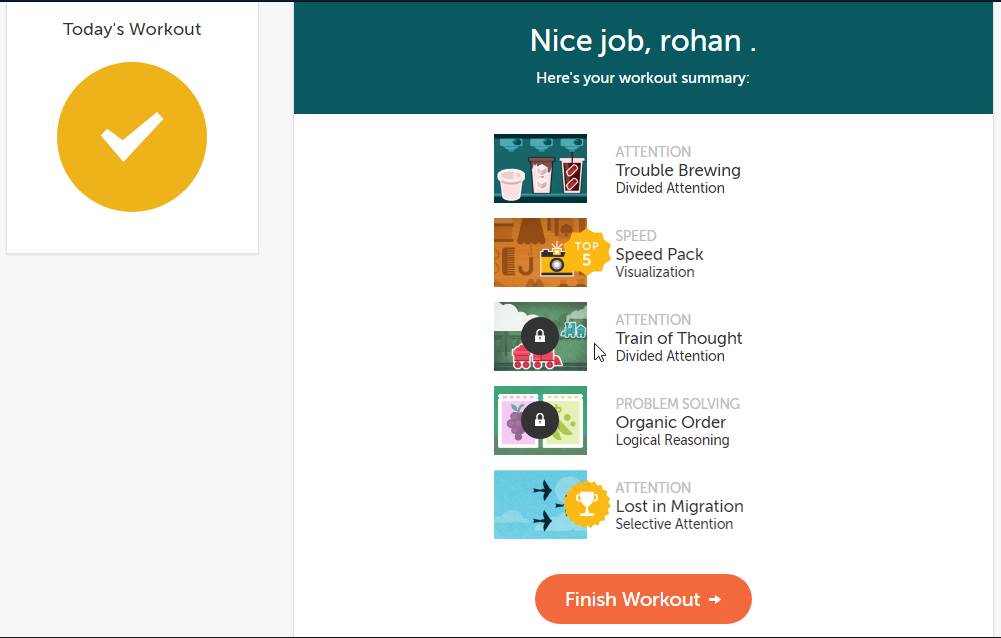 Today's Workout
Nice job, rohan .
Here's your workout summary:
ATTENTION
Trouble Brewing
Divided Attention
TOP
5
SPEED
Speed Pack
Visualization
ATTENTION
Train of Thought
Divided Attention
PROBLEM SOLVING
Organic Order
Logical Reasoning
ATTENTION
Lost in Migration
Selective Attention
Finish Workout